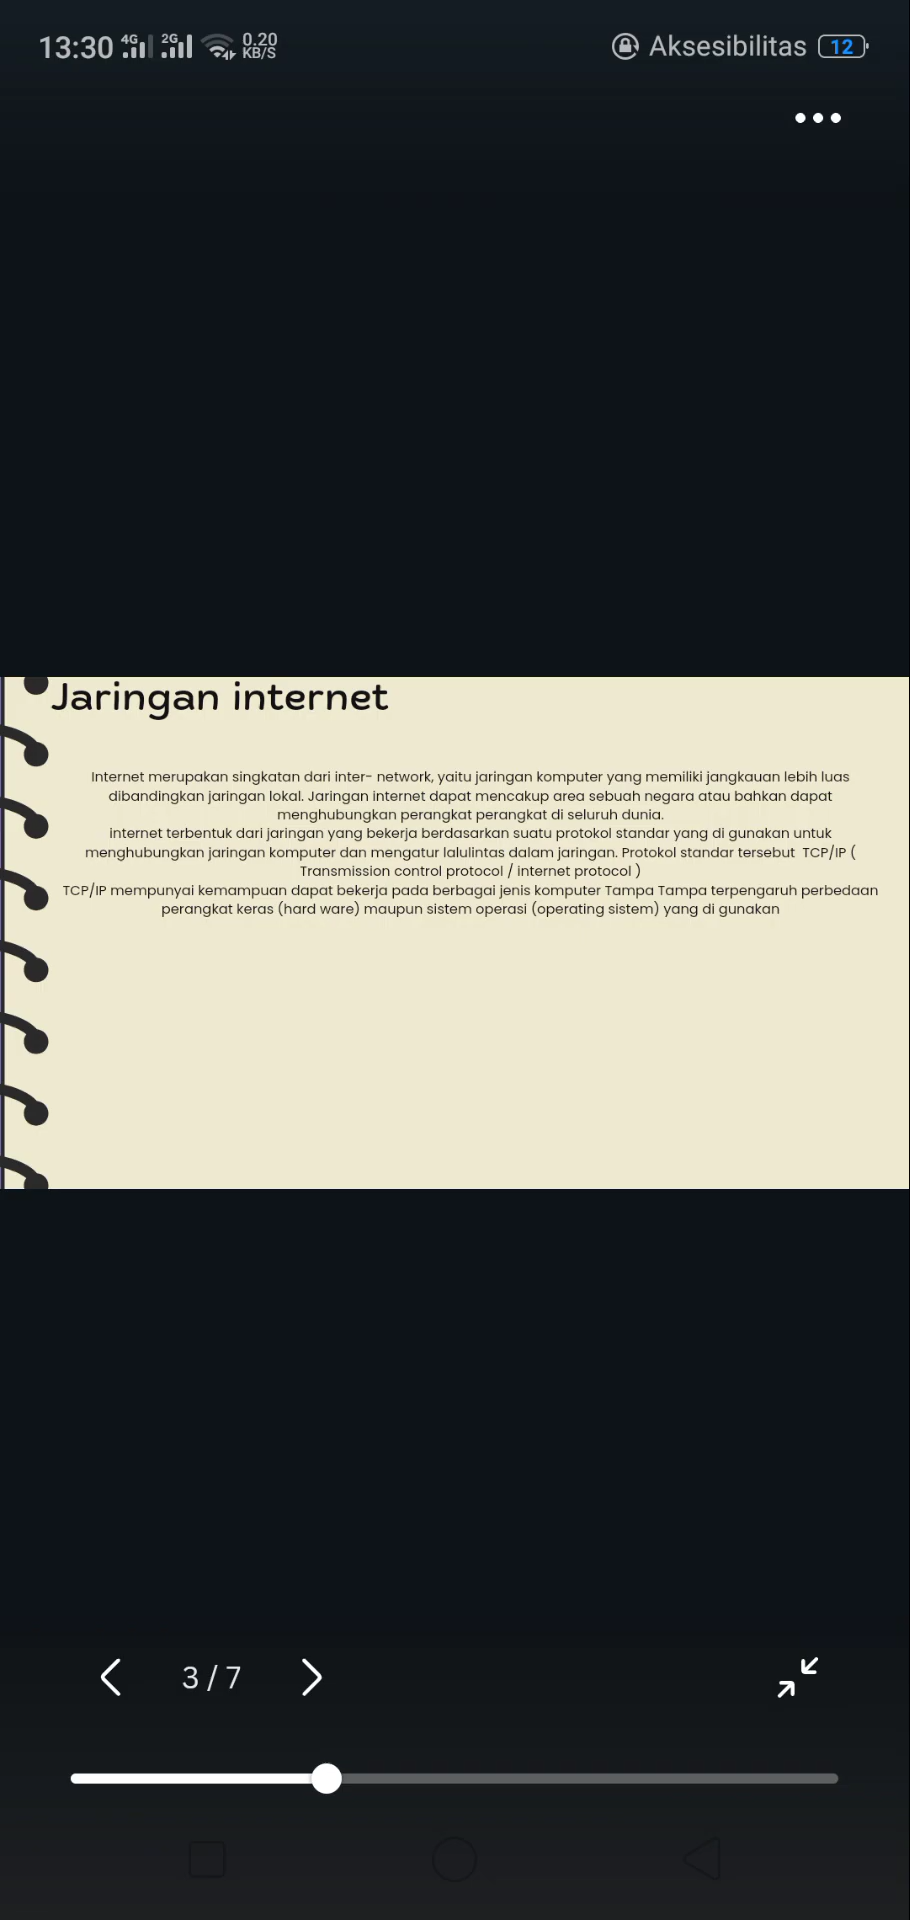 13:30 4G 2G 0.20 KB/S Aksesibilitas 12
Jaringan internet
Internet merupakan singkatan dari inter- network, yaitu jaringan komputer yang memiliki jangkauan lebih luas
dibandingkan jaringan lokal. Jaringan internet dapat mencakup area sebuah negara atau bahkan dapat
menghubungkan perangkat perangkat di seluruh dunia.
internet terbentuk dari jaringan yang bekerja berdasarkan suatu protokol standar yang di gunakan untuk
menghubungkan jaringan komputer dan mengatur lalulintas dalam jaringan. Protokol standar tersebut  TCP/IP (
Transmission control protocol / internet protocol )
TCP/IP mempunyai kemampuan dapat bekerja pada berbagai jenis komputer Tampa Tampa terpengaruh perbedaan
perangkat keras (hard ware) maupun sistem operasi (operating sistem) yang di gunakan
3 / 7